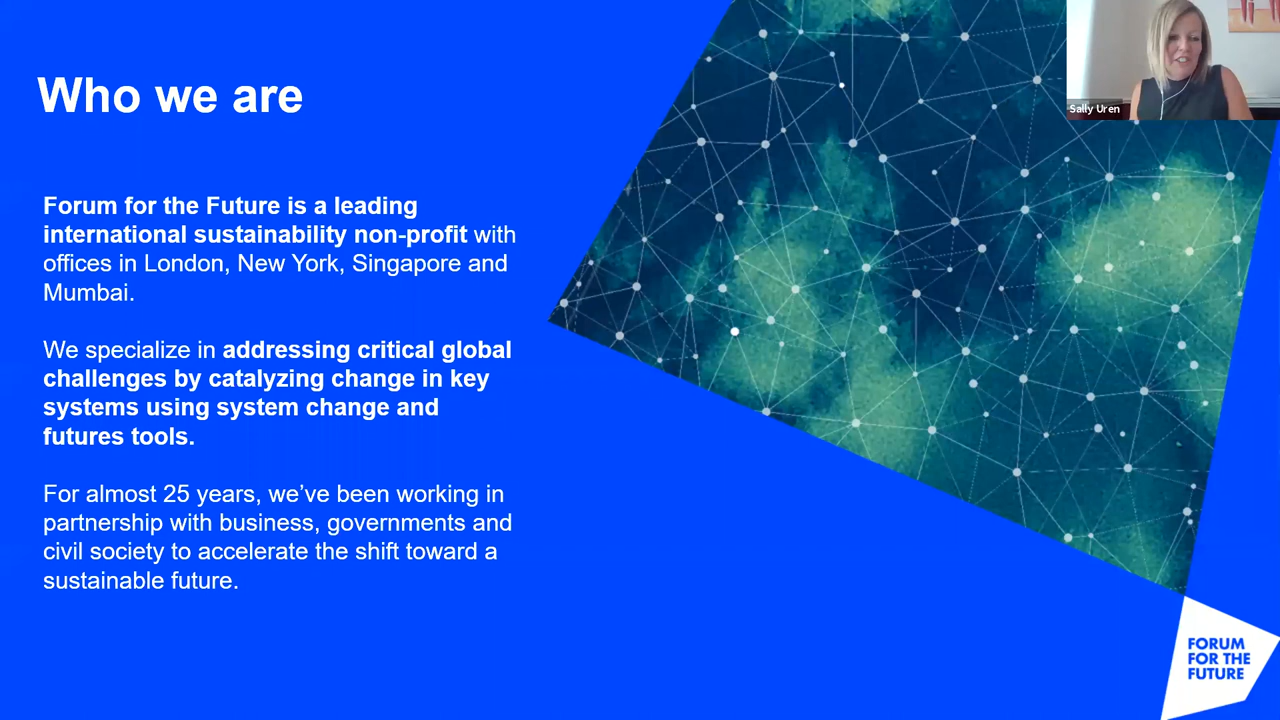 Who we are
Sally Uren
Forum for the Future is a leading
international sustainability non-profit with
offices in London, New York, Singapore and
Mumbai.
We specialize in addressing critical global
challenges by catalyzing change in key
systems using system change and
futures tools.
For almost 25 years, we’ve been working in
partnership with business, governments and
civil society to accelerate the shift toward a
sustainable future.
FORUM
FOR THE
FUTURE